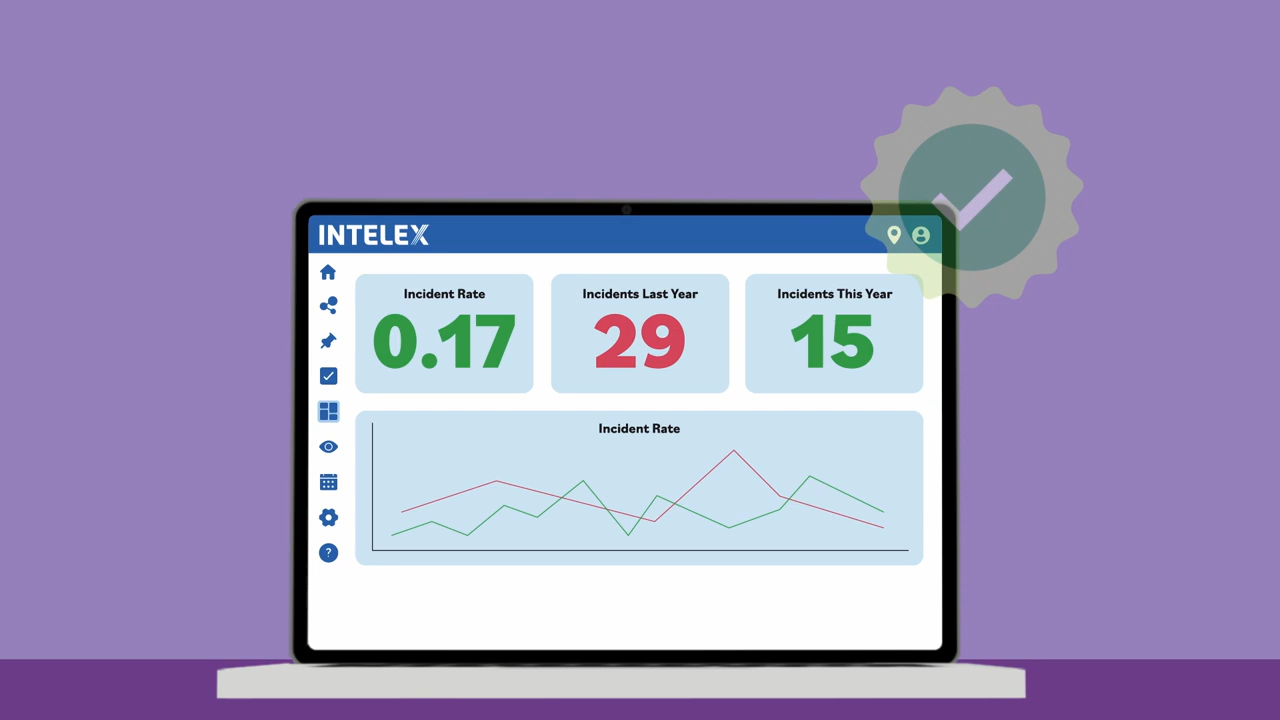 INTELEX
Incident Rate
0.17
Incidents Last Year
29
Incidents This Year
15
Incident Rate
?